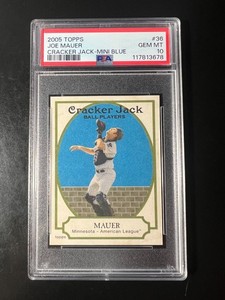 2005 TOPPS #36
JOE MAUER GEM MT
CRACKER JACK-MINI BLUE 10
PSA 117813678
Cracker Jack
BALL PLAYERS
MAUER
Minnesota - American League